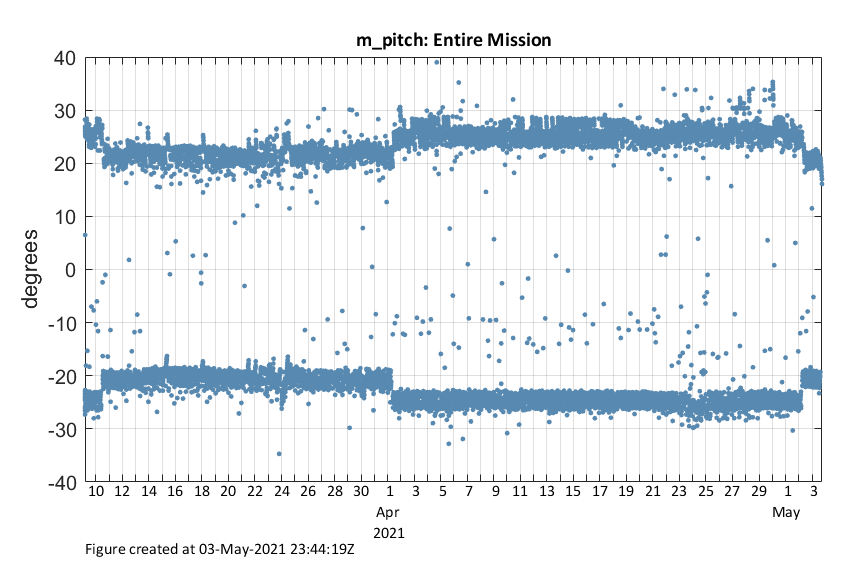 m_pitch: Entire Mission
degrees
40
30
20
10
0
-10
-20
-30
-40
10 12 14 16 18 20 22 24 26 28 30 1 3 5 7 9 11 13 15 17 19 21 23 25 27 29 1 3
Apr May
2021
Figure created at 03-May-2021 23:44:19Z